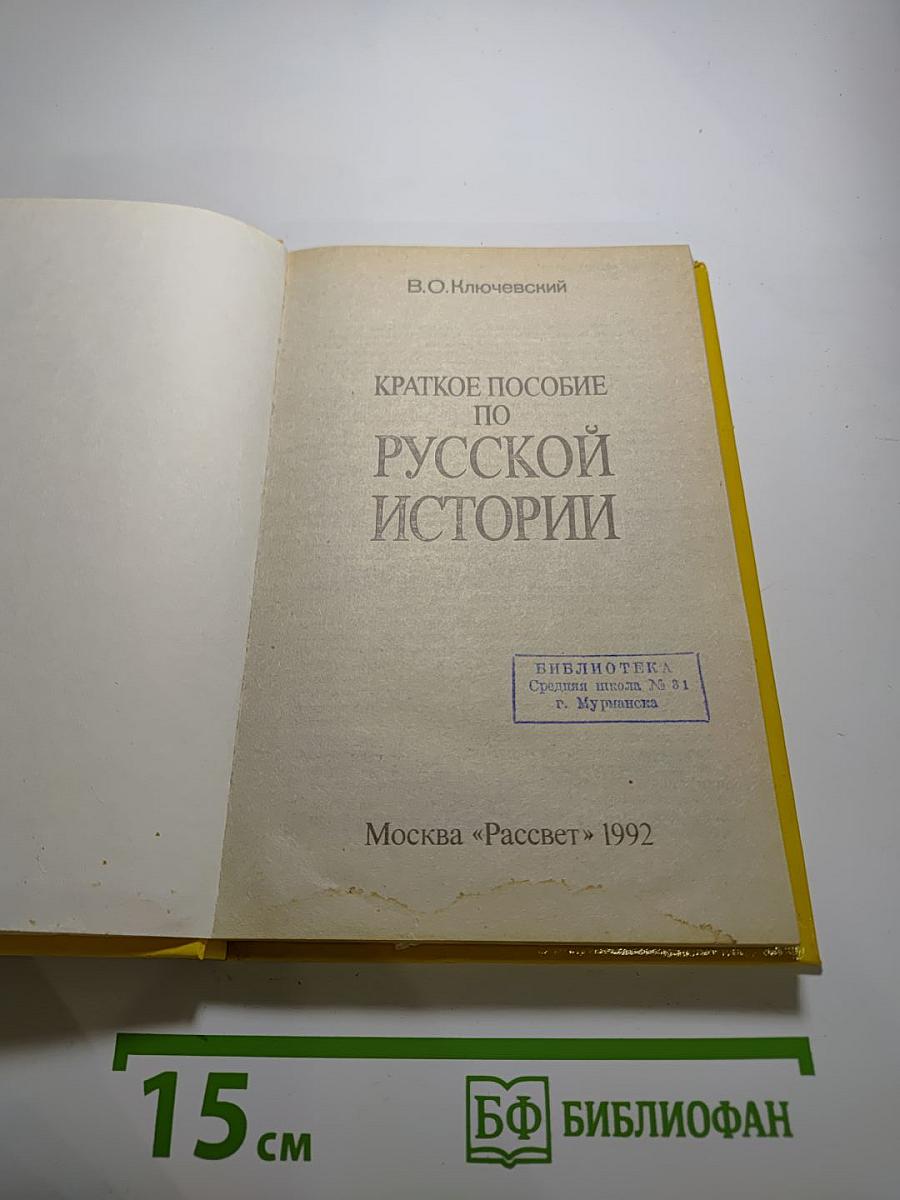 В.О.Ключевский
КРАТКОЕ ПОСОБИЕ
ПО
РУССКОЙ
ИСТОРИИ
БИБЛИОТЕКА
Средняя школа № 31
г. Мурманска
Москва «Рассвет» 1992
15 см
БФ БИБЛИОФАН